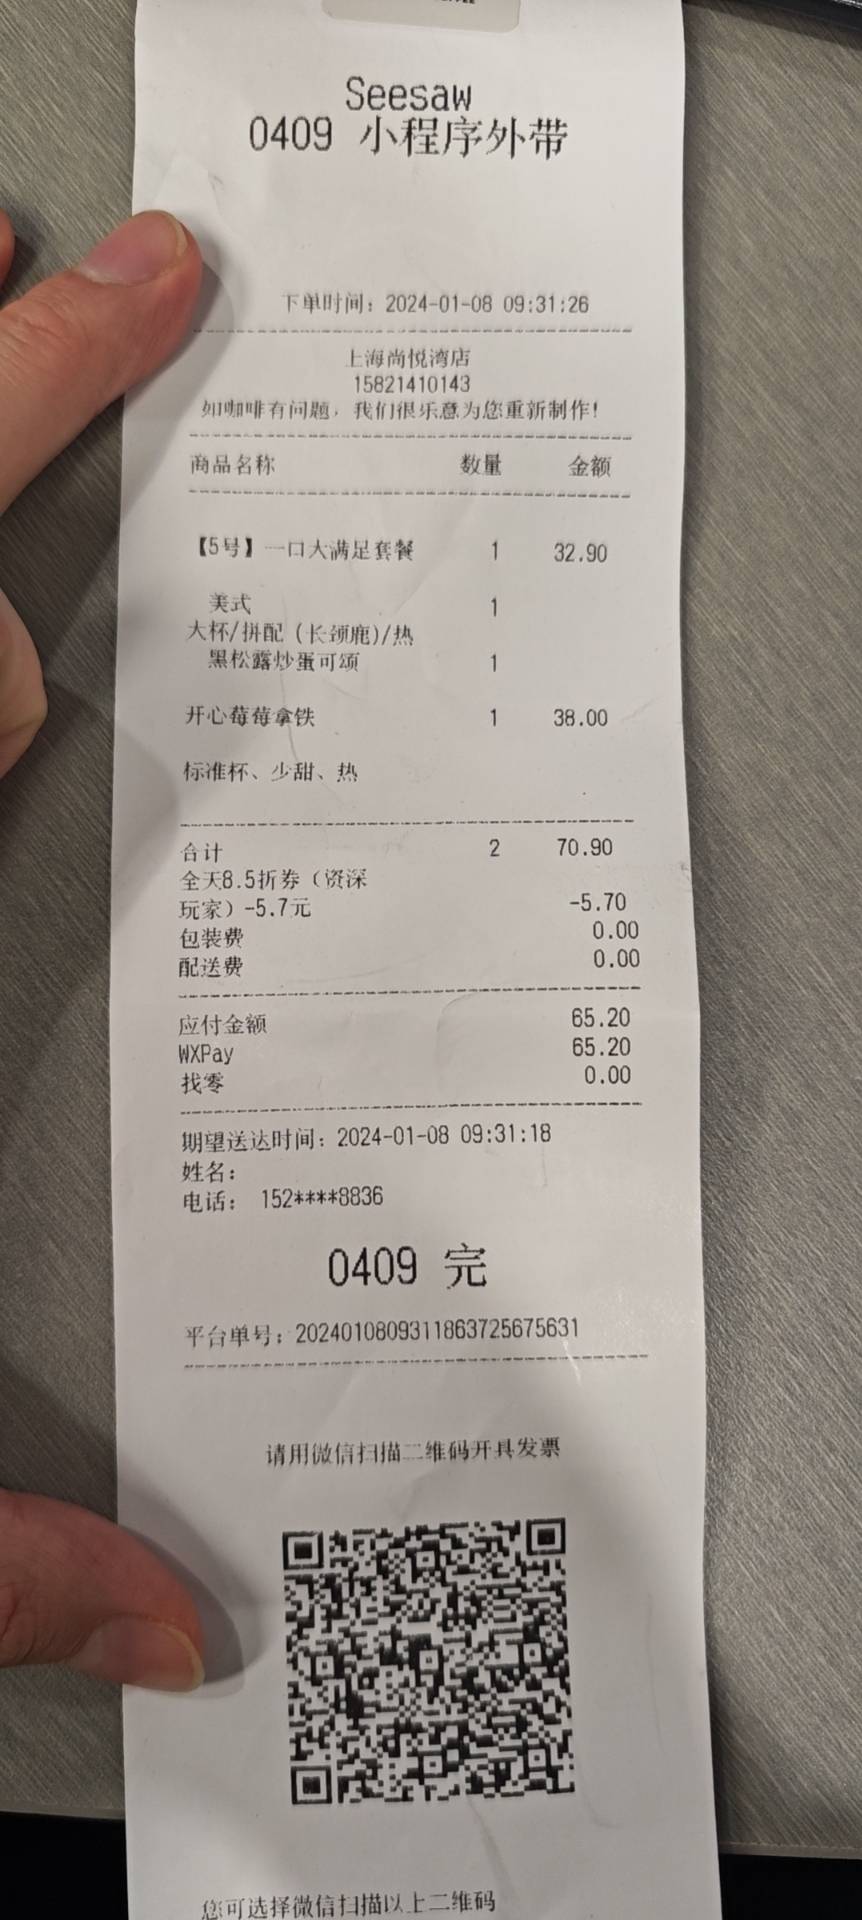 Seesaw
0409 小程序外带
下单时间：2024-01-08 09:31:26
上海尚悦湾店
15821410143
如咖啡有问题，我们很乐意为您重新制作！
商品名称 数量 金额
【5号】一口大满足套餐 1 32.90
美式 1
大杯/拼配（长颈鹿)/热
黑松露炒蛋可颂 1
开心莓莓拿铁 1 38.00
标准杯、少甜、热
合计 2 70.90
全天8.5折券（资深
玩家）-5.7元 -5.70
包装费 0.00
配送费 0.00
应付金额 65.20
WXPay 65.20
找零 0.00
期望送达时间：2024-01-08 09:31:18
姓名：
电话： 152****8836
0409 完
平台单号：2024010809311863725675631
请用微信扫描二维码开具发票
您可选择微信扫描以上二维码